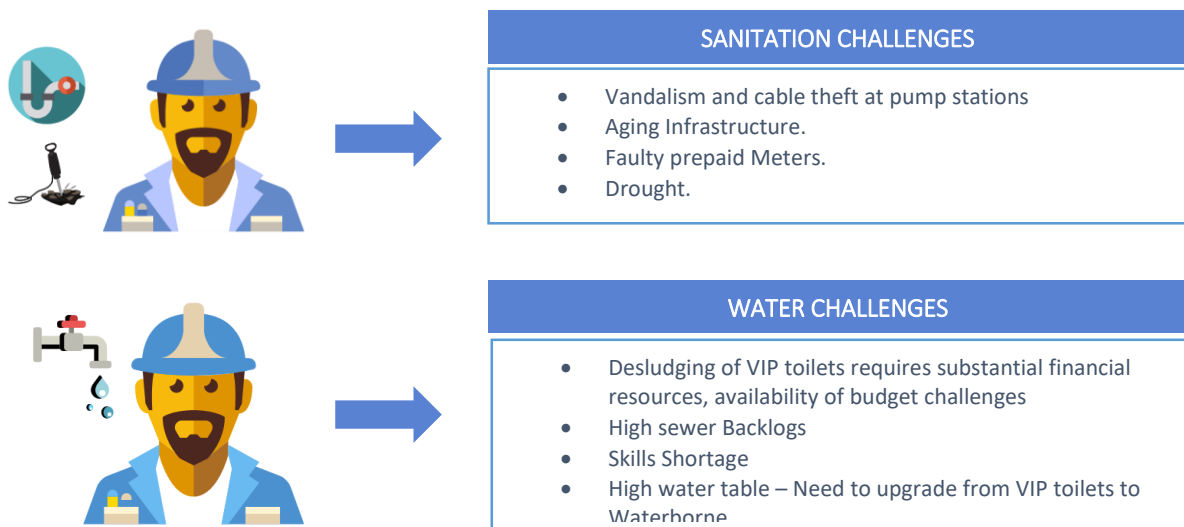 SANITATION CHALLENGES
• Vandalism and cable theft at pump stations
• Aging Infrastructure.
• Faulty prepaid Meters.
• Drought.
WATER CHALLENGES
• Desludging of VIP toilets requires substantial financial
resources, availability of budget challenges
• High sewer Backlogs
• Skills Shortage
• High water table – Need to upgrade from VIP toilets to
Waterborne